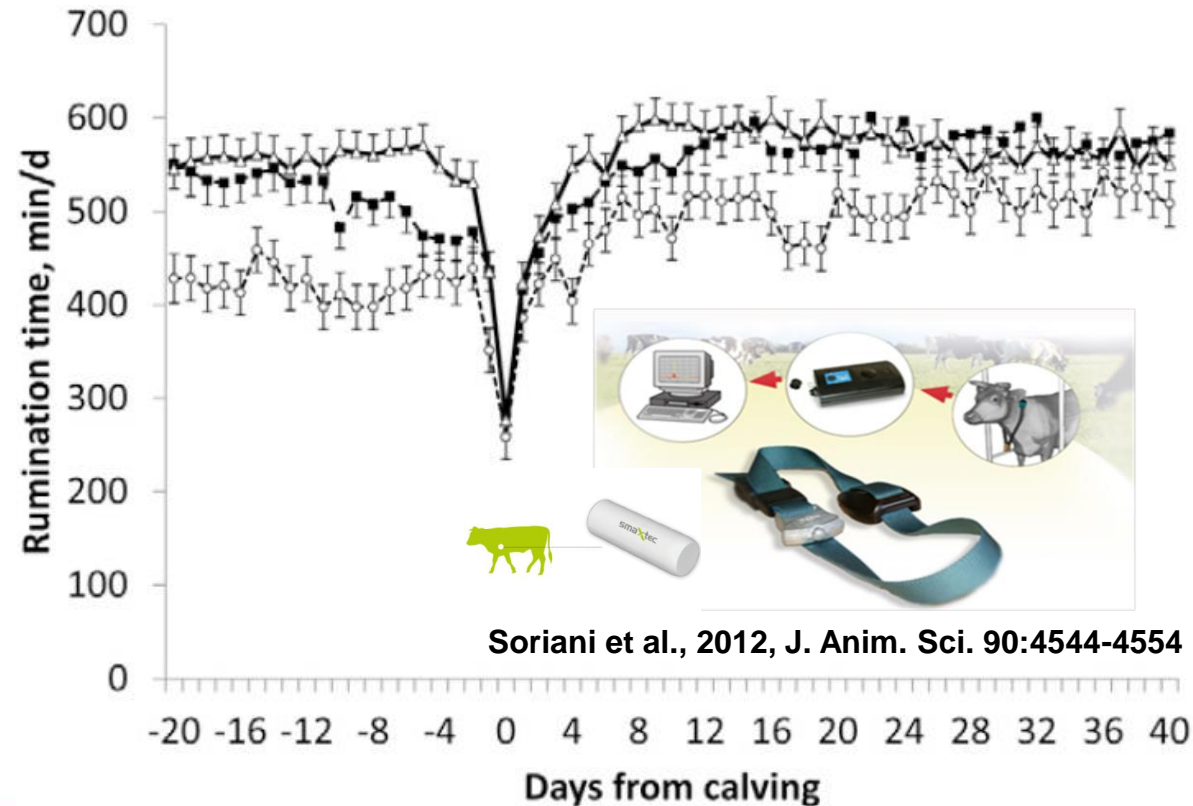 700
600
500
400
300
200
100
0
Rumination time, min/d
smaxtec
Soriani et al., 2012, J. Anim. Sci. 90:4544-4554
-20 -16 -12 -8 -4 0 4 8 12 16 20 24 28 32 36 40
Days from calving